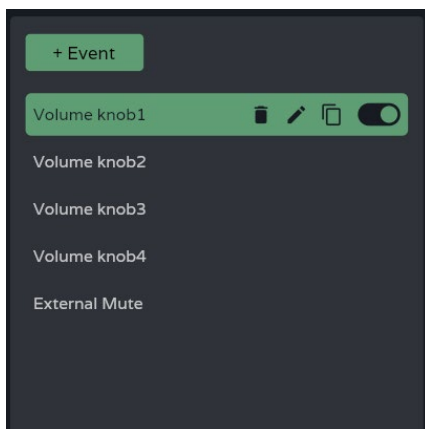 + Event
Volume knob1
Volume knob2
Volume knob3
Volume knob4
External Mute